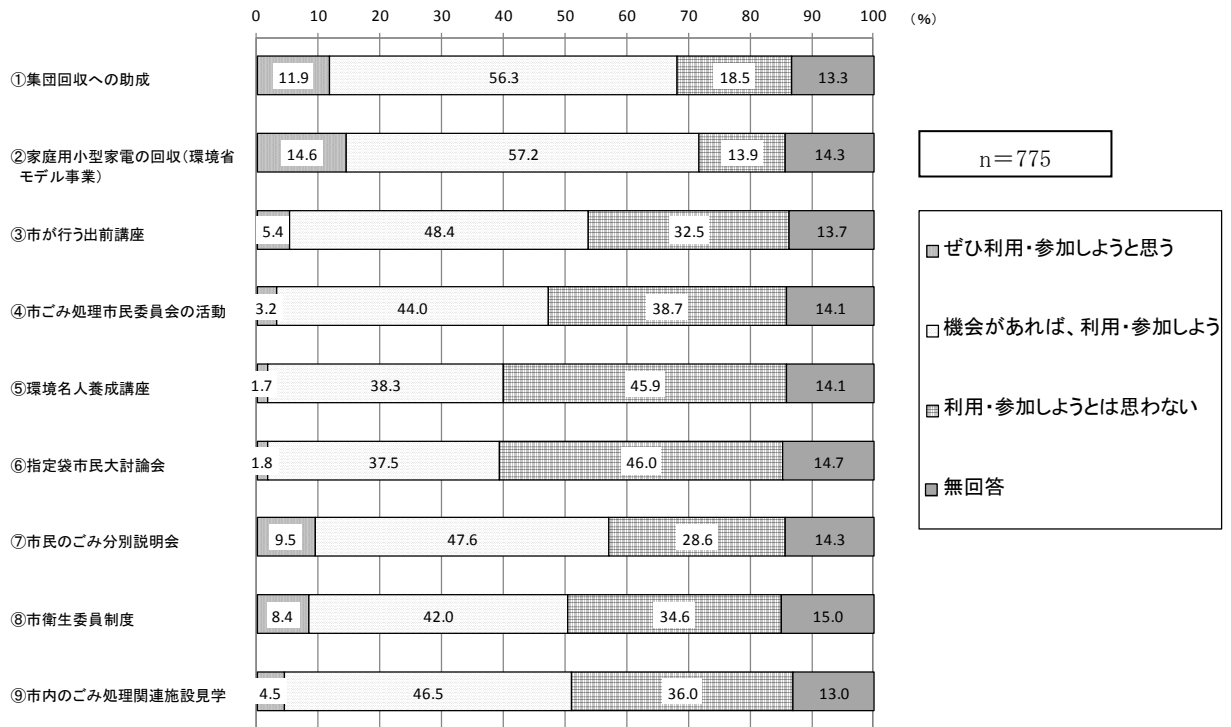 0 10 20 30 40 50 60 70 80 90 100 (%)
①集団回収への助成 11.9 56.3 18.5 13.3
②家庭用小型家電の回収(環境省
モデル事業) 14.6 57.2 13.9 14.3
n=775
③市が行う出前講座 5.4 48.4 32.5 13.7
ぜひ利用・参加しようと思う
④市ごみ処理市民委員会の活動 3.2 44.0 38.7 14.1
機会があれば、利用・参加しよう
⑤環境名人養成講座 1.7 38.3 45.9 14.1
利用・参加しようとは思わない
⑥指定袋市民大討論会 1.8 37.5 46.0 14.7
無回答
⑦市民のごみ分別説明会 9.5 47.6 28.6 14.3
⑧市衛生委員制度 8.4 42.0 34.6 15.0
⑨市内のごみ処理関連施設見学 4.5 46.5 36.0 13.0